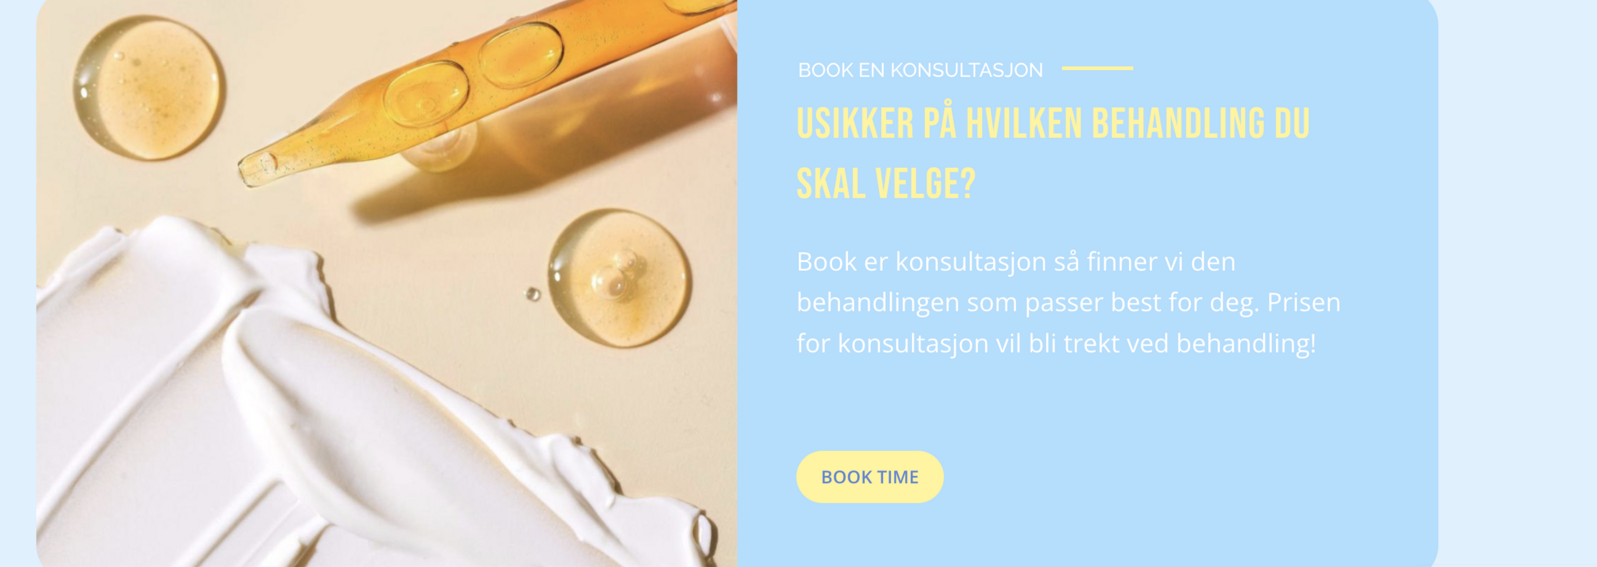 BOOK EN KONSULTASJON
USIKKER PÅ HVILKEN BEHANDLING DU
SKAL VELGE?
Book er konsultasjon så finner vi den
behandlingen som passer best for deg. Prisen
for konsultasjon vil bli trekt ved behandling!
BOOK TIME